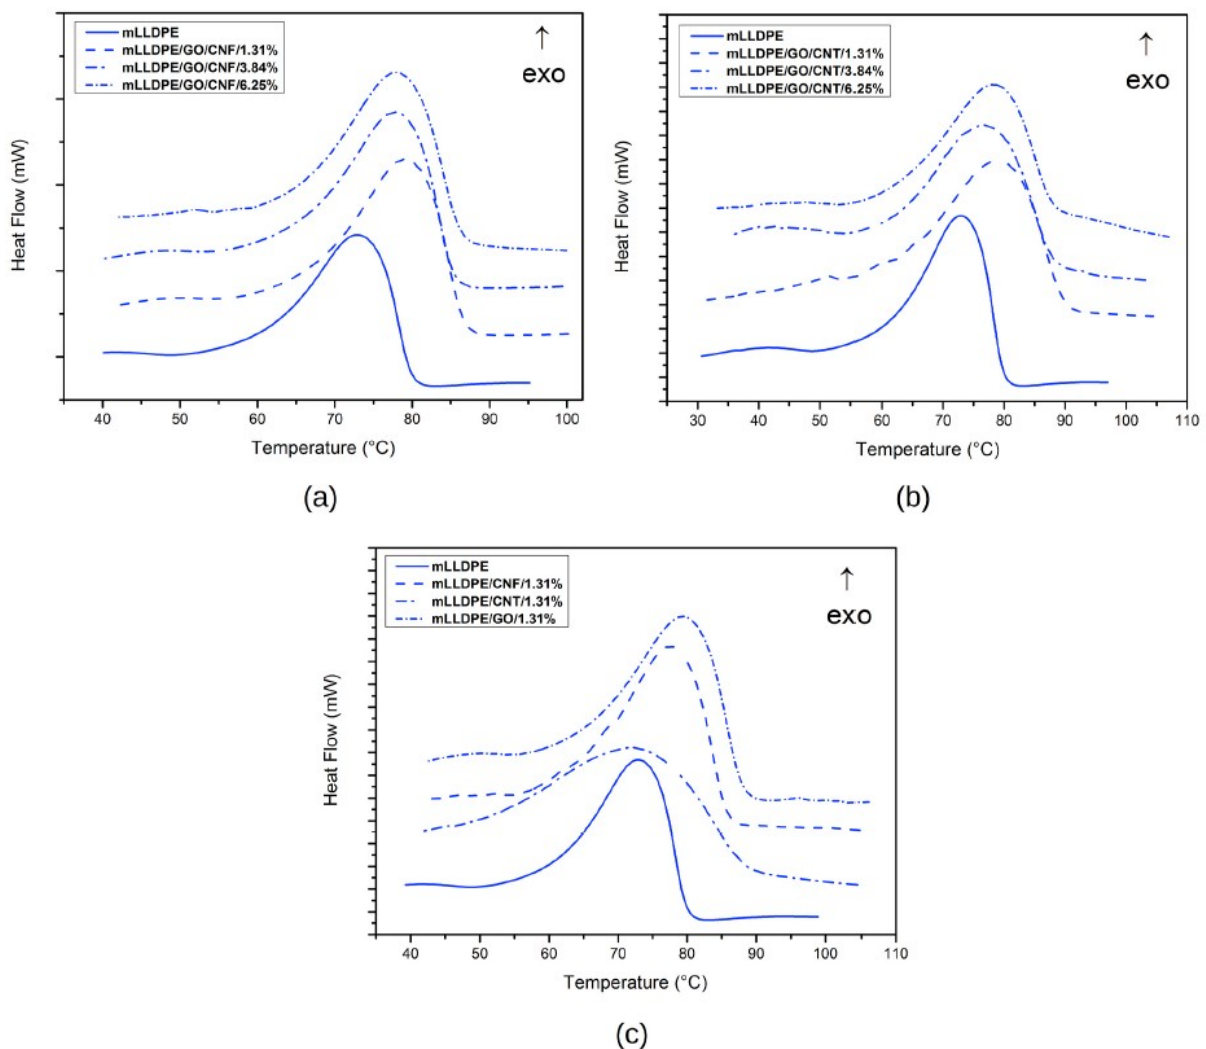 mLLDPE
mLLDPE/GO/CNF/1.31%
mLLDPE/GO/CNF/3.84%
mLLDPE/GO/CNF/6.25%
↑
exo
Heat Flow (mW)
40 50 60 70 80 90 100
Temperature (°C)
(a)
mLLDPE
mLLDPE/GO/CNT/1.31%
mLLDPE/GO/CNT/3.84%
mLLDPE/GO/CNT/6.25%
↑
exo
Heat Flow (mW)
30 40 50 60 70 80 90 100 110
Temperature (°C)
(b)
mLLDPE
mLLDPE/CNF/1.31%
mLLDPE/CNT/1.31%
mLLDPE/GO/1.31%
↑
exo
Heat Flow (mW)
40 50 60 70 80 90 100 110
Temperature (°C)
(c)